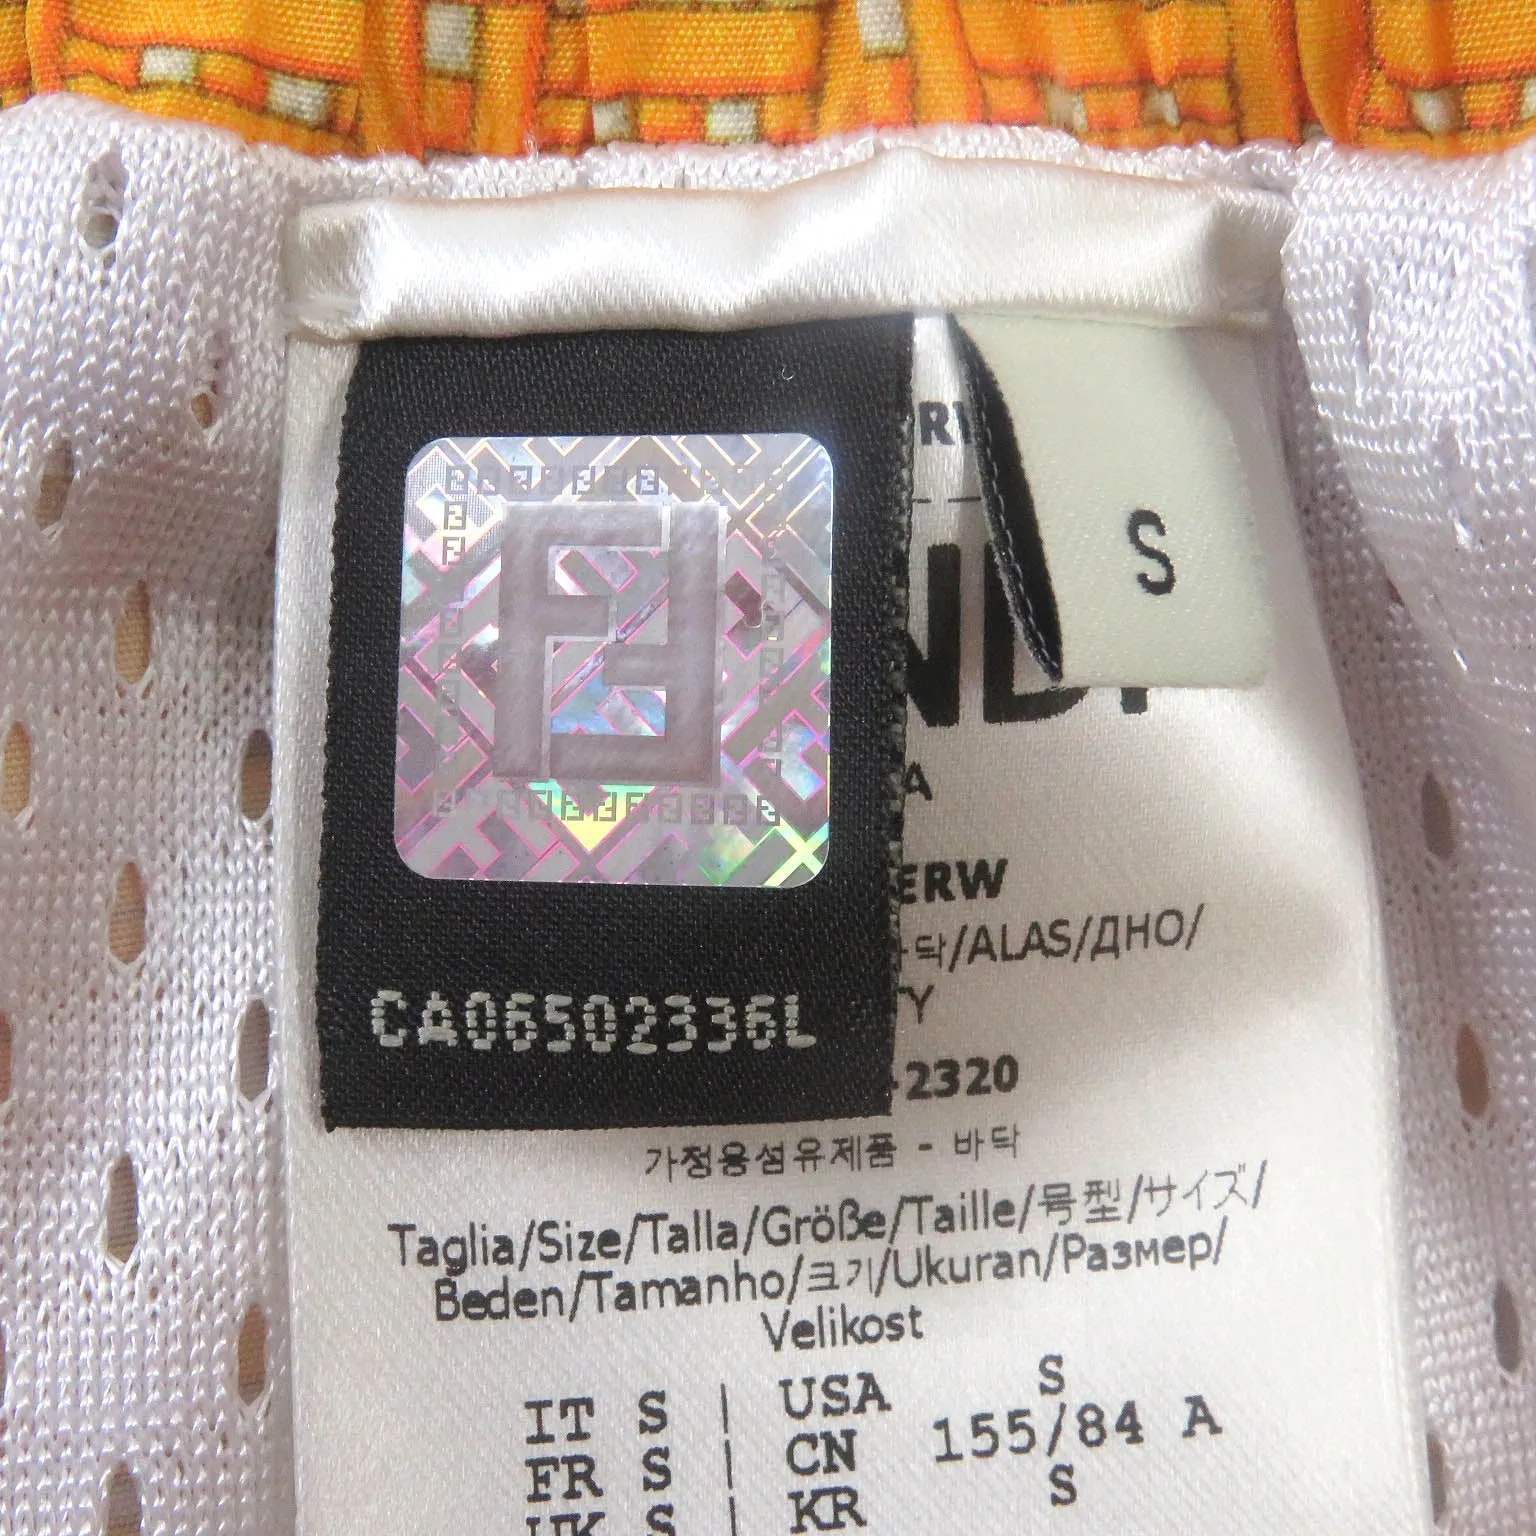 S
CA06502336L
ERW
닥/ALAS/ДНО/
TY
-2320
가정용섬유제품 - 바닥
Taglia/Size/Talla/Größe/Taille/号型/サイズ/
Beden/Tamanho/크기/Ukuran/Размер/
Velikost
IT S | USA S
FR S | CN 155/84 A
UK S | KR S